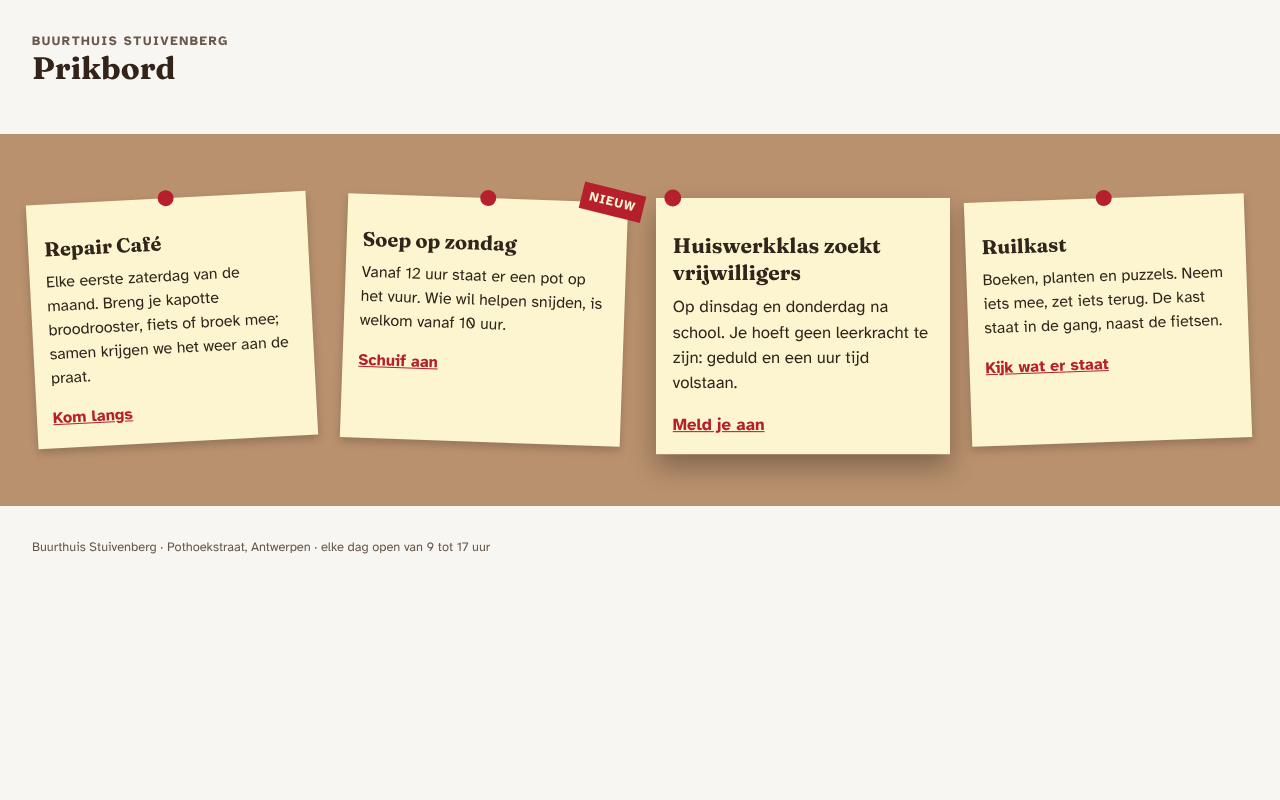 BUURTHUIS STUIVENBERG
Prikbord
Repair Café
Elke eerste zaterdag van de
maand. Breng je kapotte
broodrooster, fiets of broek mee;
samen krijgen we het weer aan de
praat.
Kom langs
NIEUW
Soep op zondag
Vanaf 12 uur staat er een pot op
het vuur. Wie wil helpen snijden, is
welkom vanaf 10 uur.
Schuif aan
Huiswerkklas zoekt
vrijwilligers
Op dinsdag en donderdag na
school. Je hoeft geen leerkracht te
zijn: geduld en een uur tijd
volstaan.
Meld je aan
Ruilkast
Boeken, planten en puzzels. Neem
iets mee, zet iets terug. De kast
staat in de gang, naast de fietsen.
Kijk wat er staat
Buurthuis Stuivenberg · Pothoekstraat, Antwerpen · elke dag open van 9 tot 17 uur